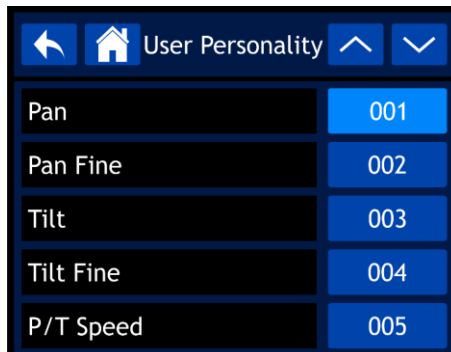 User Personality
Pan 001
Pan Fine 002
Tilt 003
Tilt Fine 004
P/T Speed 005